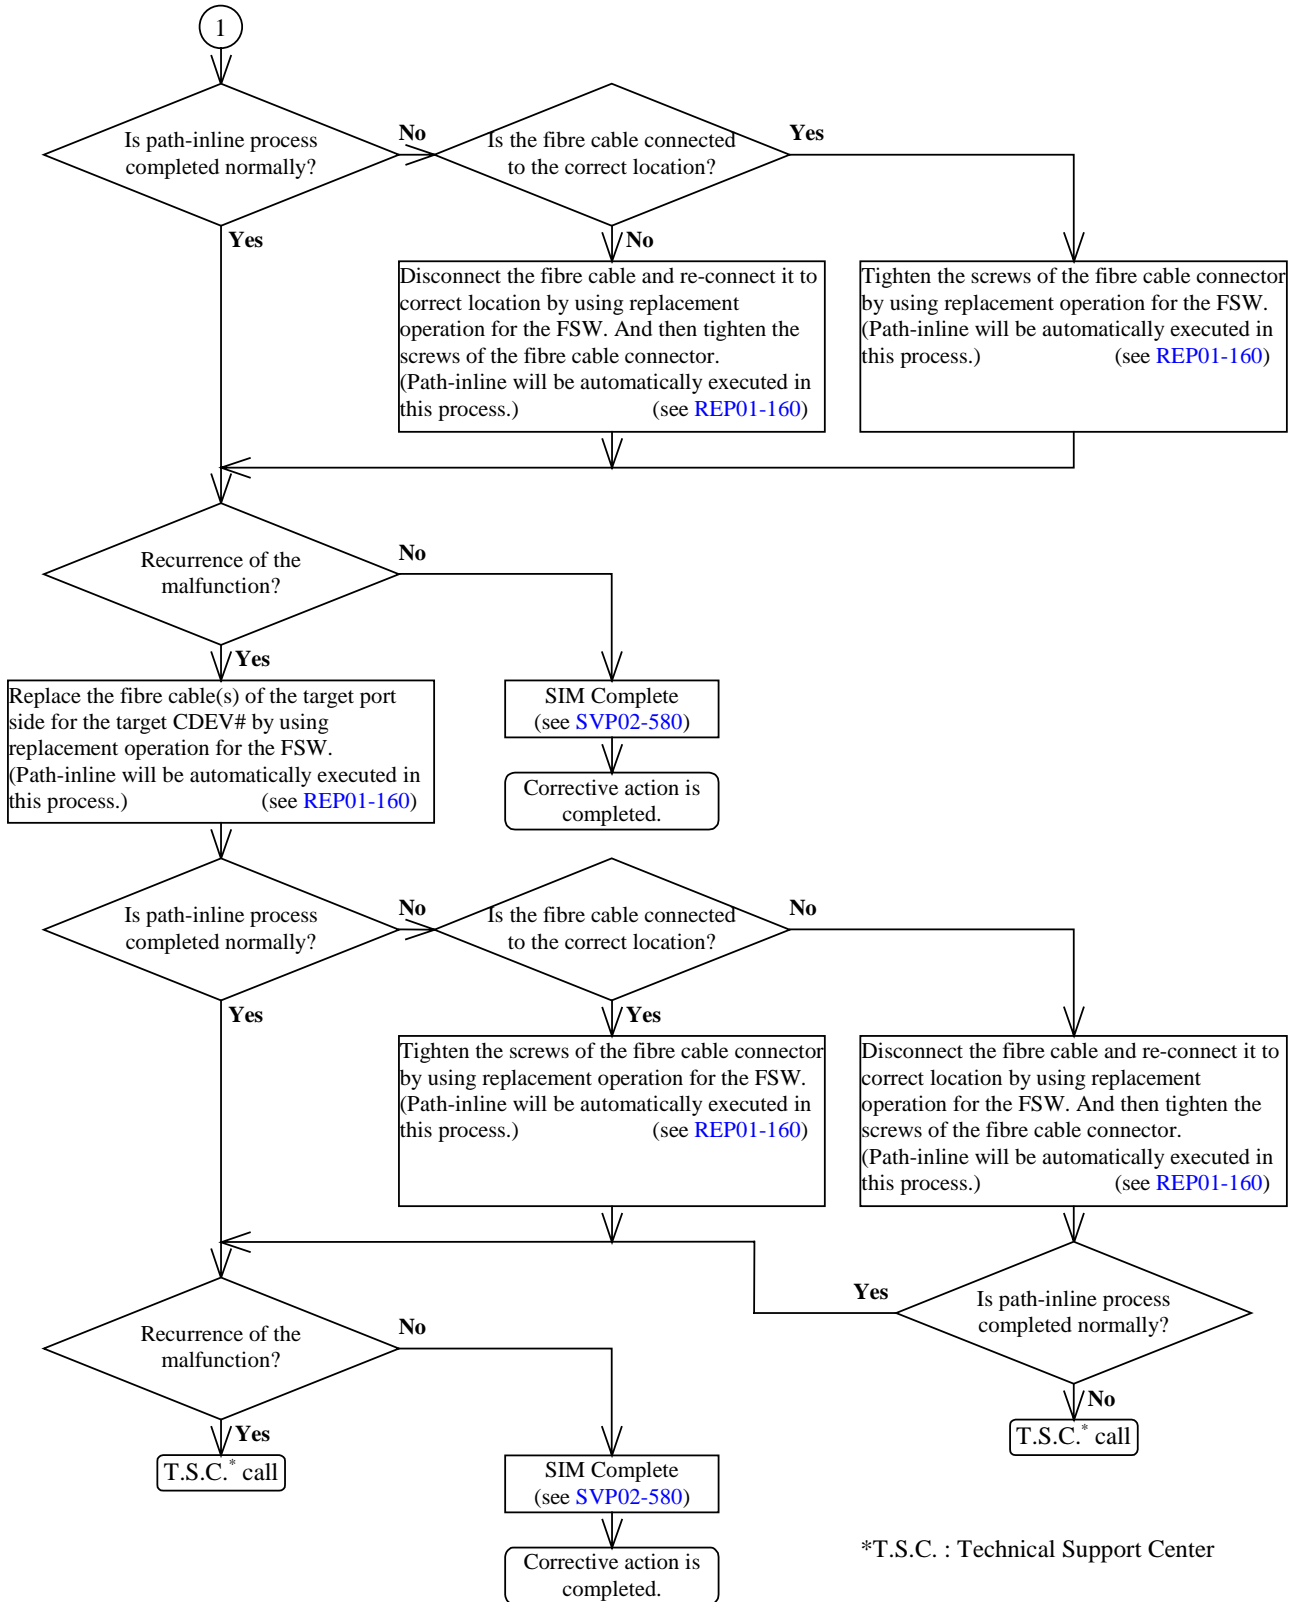 1
Is path-inline process
completed normally?
No
Is the fibre cable connected
to the correct location?
Yes
Yes
No
Disconnect the fibre cable and re-connect it to
correct location by using replacement
operation for the FSW. And then tighten the
screws of the fibre cable connector.
(Path-inline will be automatically executed in
this process.) (see REP01-160)
Tighten the screws of the fibre cable connector
by using replacement operation for the FSW.
(Path-inline will be automatically executed in
this process.) (see REP01-160)
Recurrence of the
malfunction?
No
Yes
Replace the fibre cable(s) of the target port
side for the target CDEV# by using
replacement operation for the FSW.
(Path-inline will be automatically executed in
this process.) (see REP01-160)
SIM Complete
(see SVP02-580)
Corrective action is
completed.
Is path-inline process
completed normally?
No
Is the fibre cable connected
to the correct location?
No
Yes
Yes
Tighten the screws of the fibre cable connector
by using replacement operation for the FSW.
(Path-inline will be automatically executed in
this process.) (see REP01-160)
Disconnect the fibre cable and re-connect it to
correct location by using replacement
operation for the FSW. And then tighten the
screws of the fibre cable connector.
(Path-inline will be automatically executed in
this process.) (see REP01-160)
Yes
Is path-inline process
completed normally?
No
T.S.C.* call
Recurrence of the
malfunction?
No
Yes
T.S.C.* call
SIM Complete
(see SVP02-580)
Corrective action is
completed.
*T.S.C. : Technical Support Center